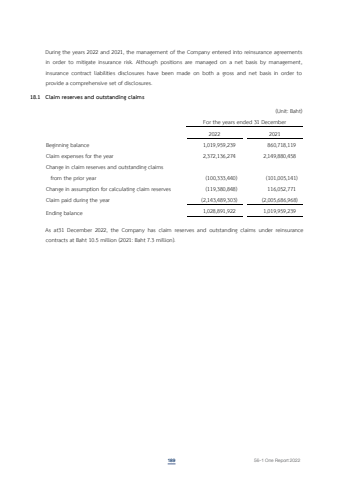 During the years 2022 and 2021, the management of the Company entered into reinsurance agreements
in order to mitigate insurance risk. Although positions are managed on a net basis by management,
insurance contract liabilities disclosures have been made on both a gross and net basis in order to
provide a comprehensive set of disclosures.
18.1 Claim reserves and outstanding claims
(Unit: Baht)
For the years ended 31 December
2022 2021
Beginning balance 1,019,959,239 860,718,119
Claim expenses for the year 2,372,136,274 2,149,880,458
Change in claim reserves and outstanding claims
from the prior year (100,333,440) (101,005,141)
Change in assumption for calculating claim reserves (119,380,848) 116,052,771
Claim paid during the year (2,143,489,303) (2,005,686,968)
Ending balance 1,028,891,922 1,019,959,239
As at31 December 2022, the Company has claim reserves and outstanding claims under reinsurance
contracts at Baht 10.5 million (2021: Baht 7.3 million).
189 56-1 One Report 2022